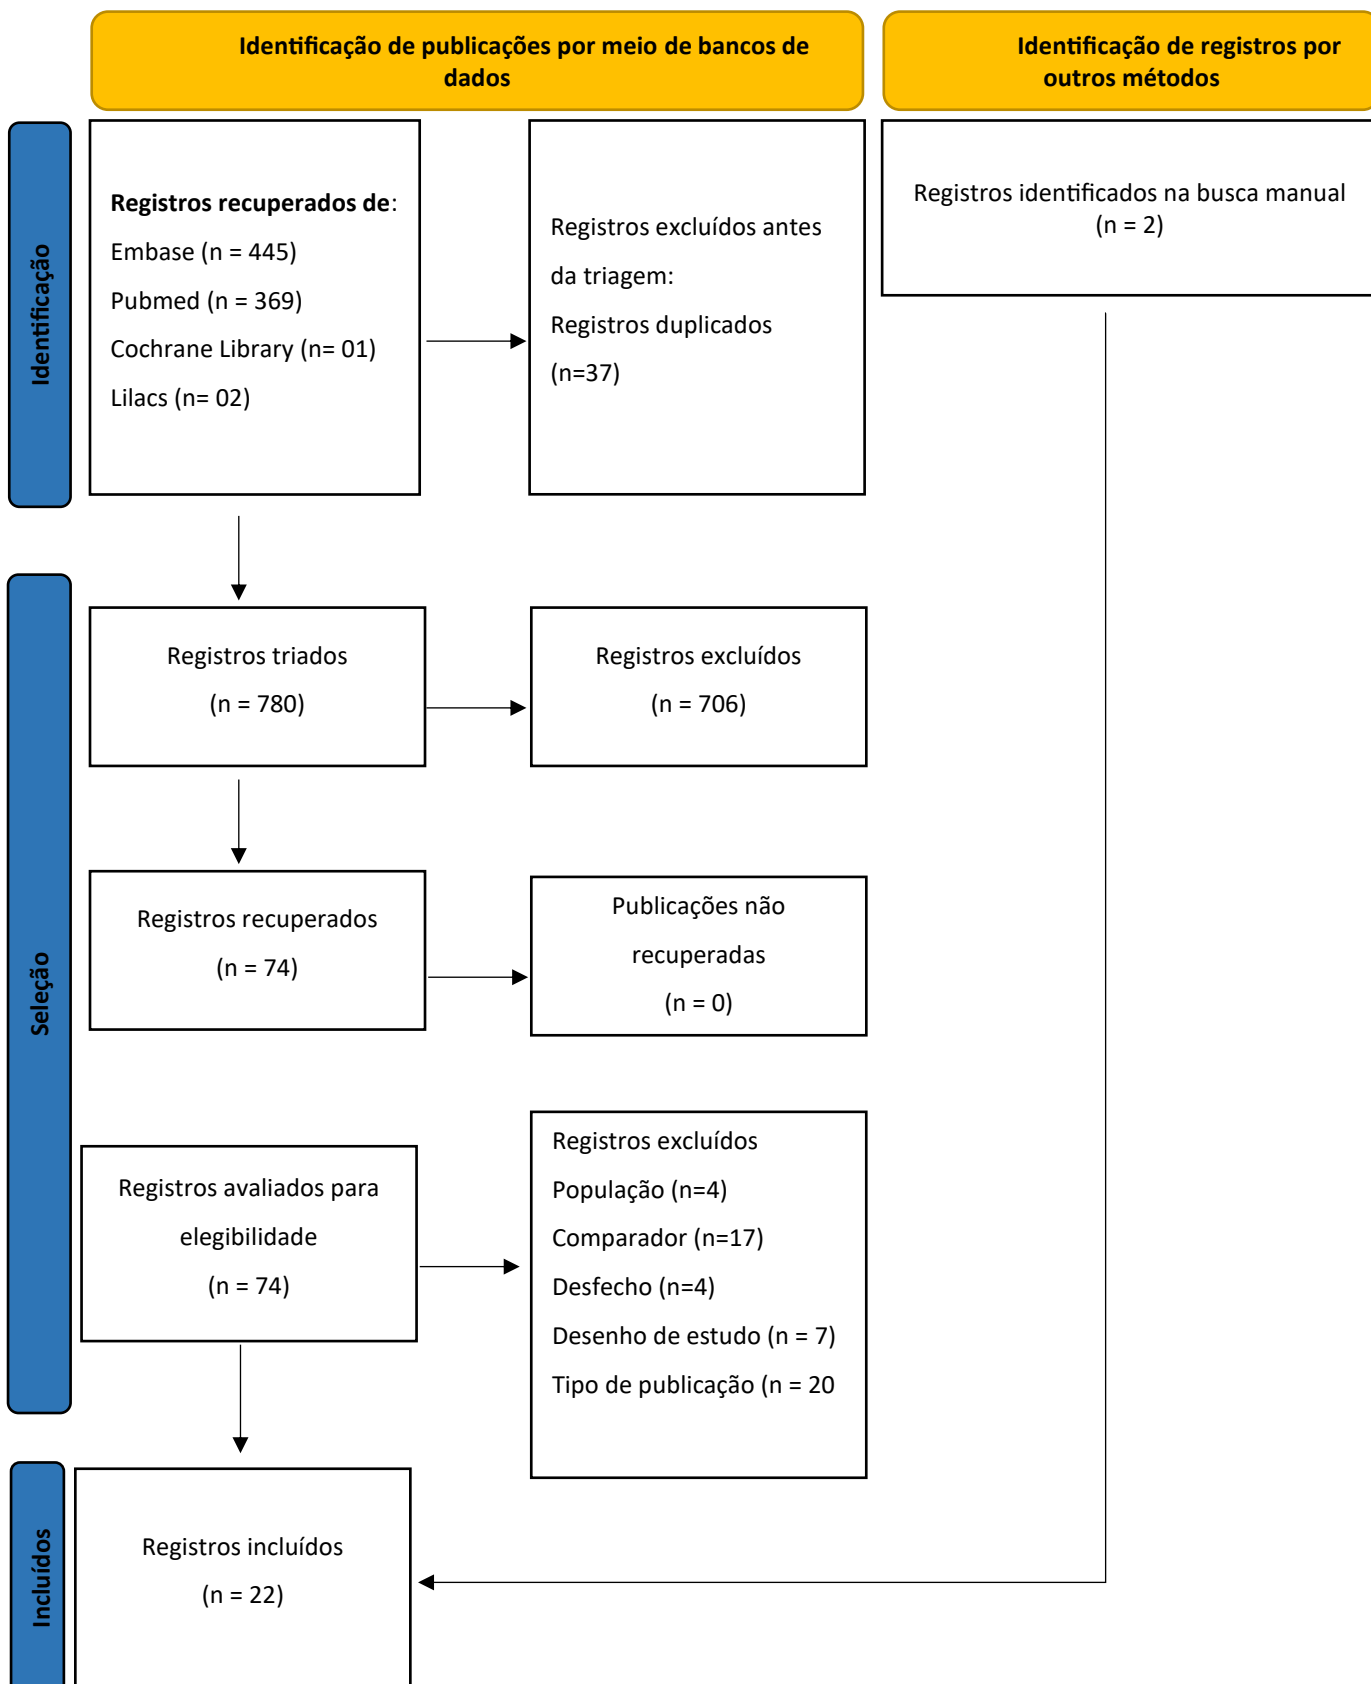 Identificação de publicações por meio de bancos de
dados
Identificação de registros por
outros métodos
Identificação
Registros recuperados de:
Embase (n = 445)
Pubmed (n = 369)
Cochrane Library (n= 01)
Lilacs (n= 02)
Registros excluídos antes
da triagem:
Registros duplicados
(n=37)
Registros identificados na busca manual
(n = 2)
Seleção
Registros triados
(n = 780)
Registros excluídos
(n = 706)
Registros recuperados
(n = 74)
Publicações não
recuperadas
(n = 0)
Registros avaliados para
elegibilidade
(n = 74)
Registros excluídos
População (n=4)
Comparador (n=17)
Desfecho (n=4)
Desenho de estudo (n = 7)
Tipo de publicação (n = 20
Incluídos
Registros incluídos
(n = 22)